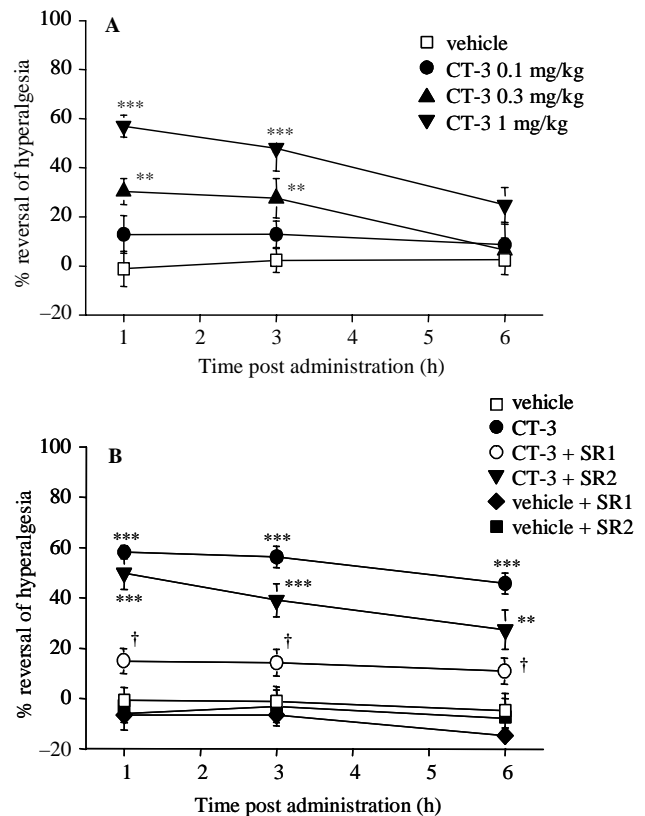 A
vehicle
CT-3 0.1 mg/kg
CT-3 0.3 mg/kg
CT-3 1 mg/kg
% reversal of hyperalgesia
100
80
60
40
20
0
–20
***
***
**
**
1
2
3
4
5
6
Time post administration (h)
B
vehicle
CT-3
CT-3 + SR1
CT-3 + SR2
vehicle + SR1
vehicle + SR2
% reversal of hyperalgesia
100
80
60
40
20
0
–20
***
***
***
***
***
**
†
†
†
1
2
3
4
5
6
Time post administration (h)